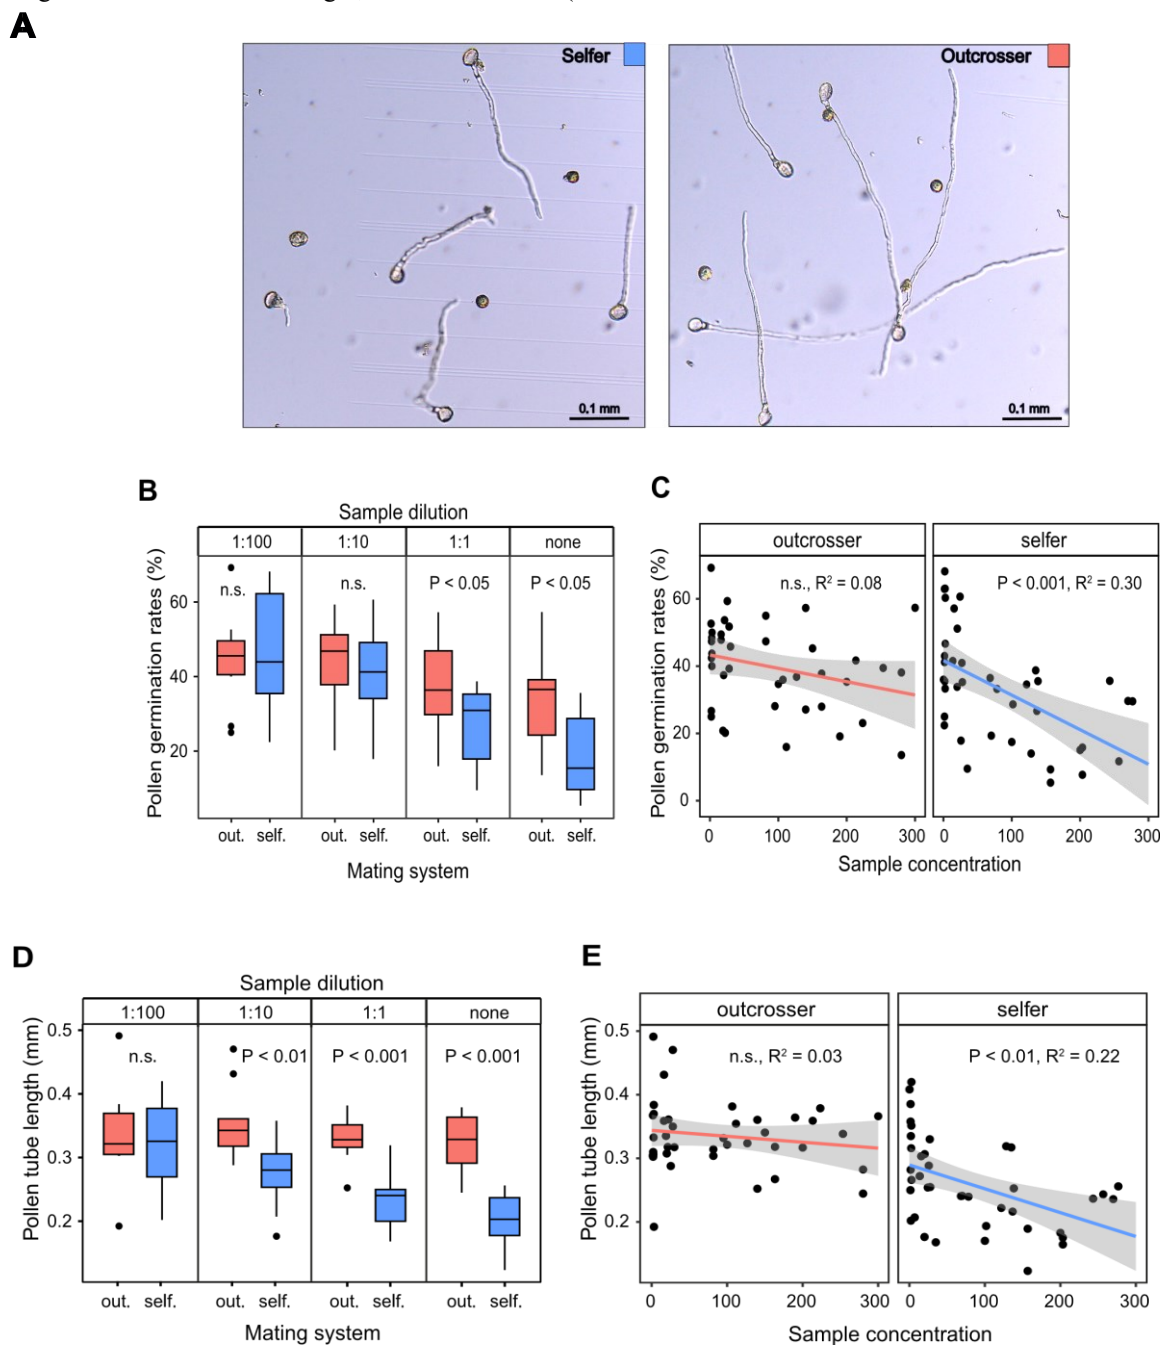 A
Selfer
Outcrosser
0.1 mm
0.1 mm
B
Sample dilution
1:100 1:10 1:1 none
n.s. n.s. P < 0.05 P < 0.05
Pollen germination rates (%)
60
40
20
out. self. out. self. out. self. out. self.
Mating system
C
outcrosser selfer
n.s., R² = 0.08 P < 0.001, R² = 0.30
Pollen germination rates (%)
60
40
20
0
0 100 200 300 0 100 200 300
Sample concentration
D
Sample dilution
1:100 1:10 1:1 none
n.s. P < 0.01 P < 0.001 P < 0.001
Pollen tube length (mm)
0.5
0.4
0.3
0.2
out. self. out. self. out. self. out. self.
Mating system
E
outcrosser selfer
n.s., R² = 0.03 P < 0.01, R² = 0.22
Pollen tube length (mm)
0.5
0.4
0.3
0.2
0 100 200 300 0 100 200 300
Sample concentration